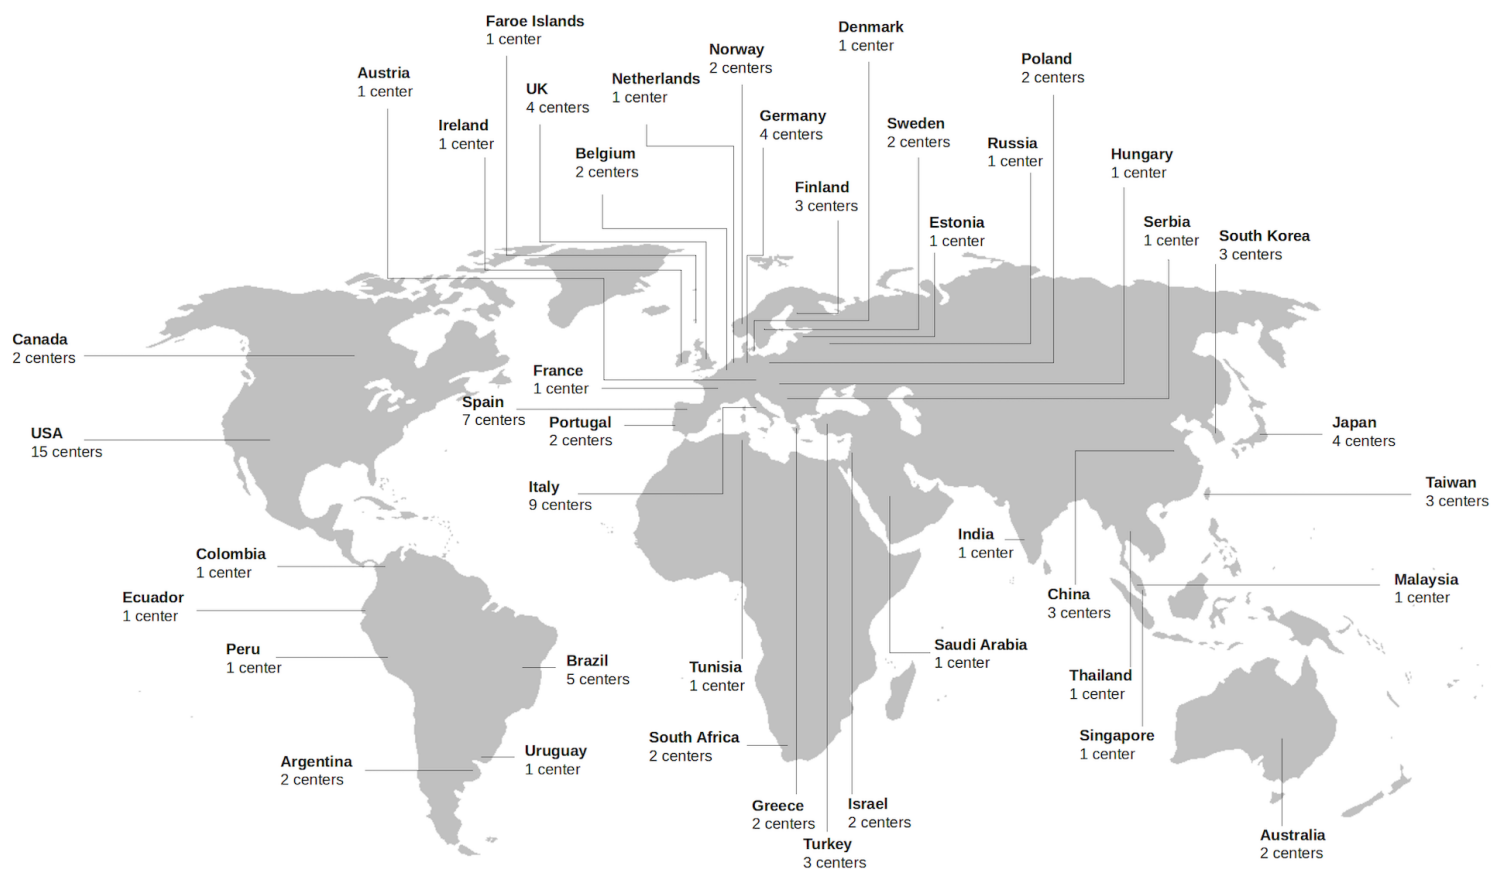 Faroe Islands
1 center
Denmark
1 center
Norway
2 centers
Poland
2 centers
Austria
1 center
Netherlands
1 center
UK
4 centers
Germany
4 centers
Ireland
1 center
Sweden
2 centers
Russia
1 center
Belgium
2 centers
Hungary
1 center
Finland
3 centers
Estonia
1 center
Serbia
1 center
South Korea
3 centers
Canada
2 centers
France
1 center
Spain
7 centers
Portugal
2 centers
USA
15 centers
Japan
4 centers
Italy
9 centers
Taiwan
3 centers
India
1 center
Colombia
1 center
Malaysia
1 center
Ecuador
1 center
China
3 centers
Peru
1 center
Brazil
5 centers
Tunisia
1 center
Saudi Arabia
1 center
Thailand
1 center
South Africa
2 centers
Singapore
1 center
Uruguay
1 center
Argentina
2 centers
Greece
2 centers
Israel
2 centers
Turkey
3 centers
Australia
2 centers